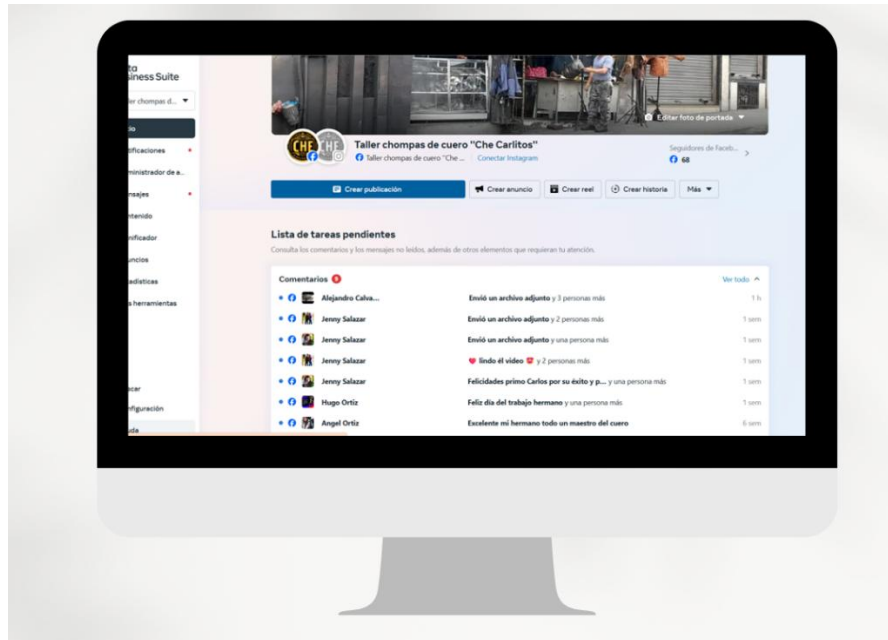 ta
siness Suite
ler chompas d...
io
tificaciones
ministrador de a...
nsajes
ntenido
nificador
uncios
tadísticas
s herramientas
scar
nfiguración
uda
Editar foto de portada
CHE
CHE
Taller chompas de cuero "Che Carlitos"
Taller chompas de cuero "Che ... Conectar Instagram
Seguidores de Faceb...
68
Crear publicación Crear anuncio Crear reel Crear historia Más
Lista de tareas pendientes
Consulta los comentarios y los mensajes no leídos, además de otros elementos que requieran tu atención.
Comentarios 9 Ver todo
Alejandro Calva... Envió un archivo adjunto y 3 personas más 1 h
Jenny Salazar Envió un archivo adjunto y 2 personas más 1 sem
Jenny Salazar Envió un archivo adjunto y una persona más 1 sem
Jenny Salazar lindo él video y 2 personas más 1 sem
Jenny Salazar Felicidades primo Carlos por su éxito y p... y una persona más 1 sem
Hugo Ortiz Feliz día del trabajo hermano y una persona más 1 sem
Angel Ortiz Excelente mi hermano todo un maestro del cuero 6 sem